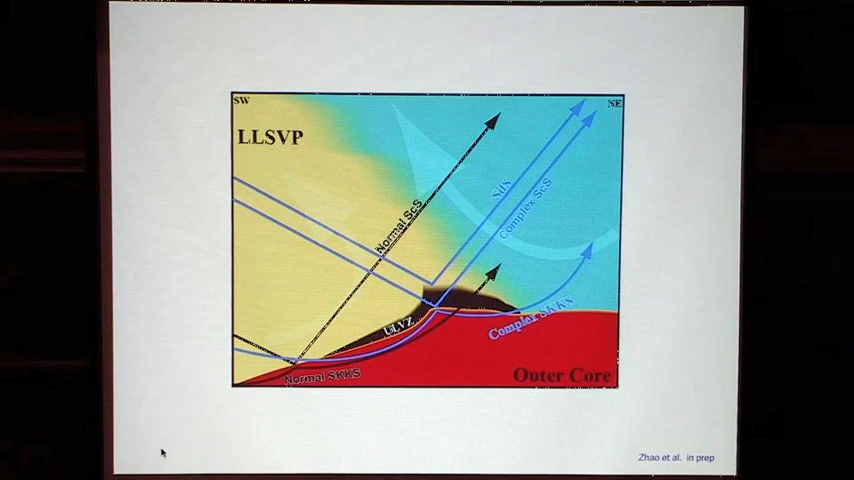 SW
NE
LLSVP
SdS
Normal ScS
Complex ScS
ULVZ
Complex SKKS
Normal SKKS
Outer Core
Zhao et al. in prep